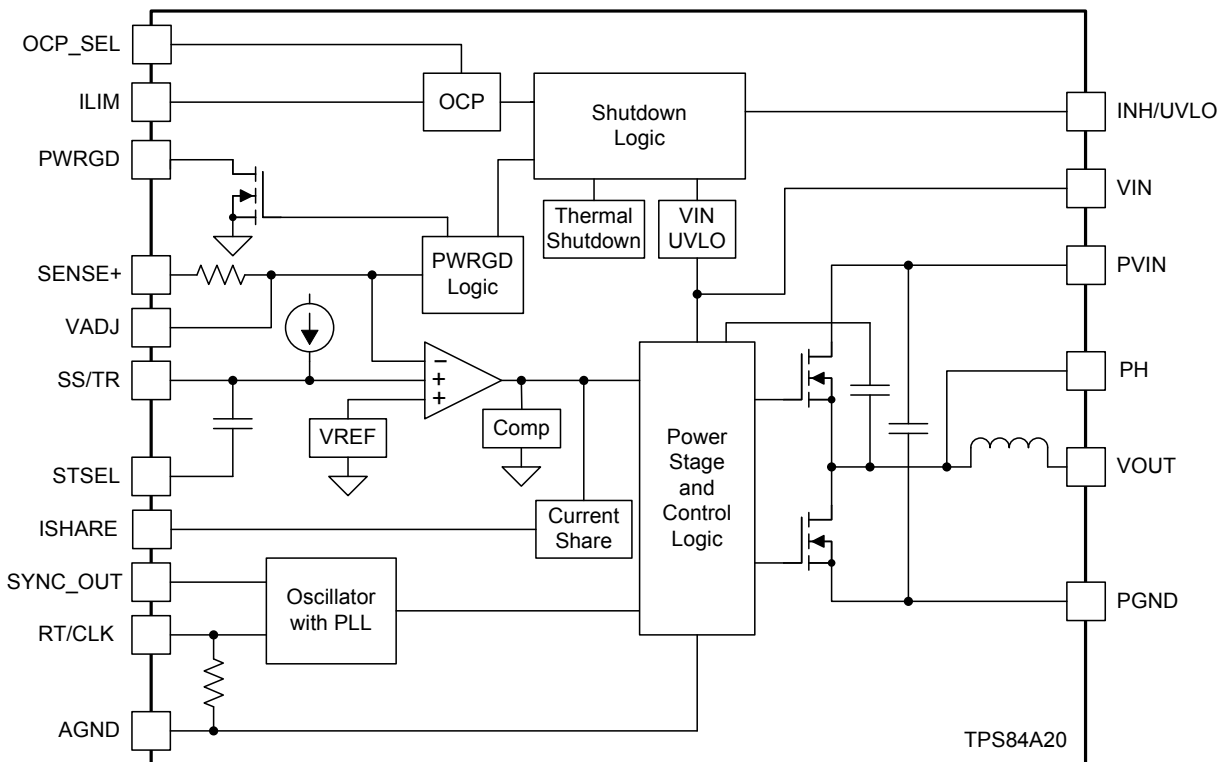 OCP_SEL
ILIM
PWRGD
SENSE+
VADJ
SS/TR
STSEL
ISHARE
SYNC_OUT
RT/CLK
AGND
OCP
Shutdown
Logic
Thermal
Shutdown
VIN
UVLO
PWRGD
Logic
VREF
−
+
+
Comp
Current
Share
Oscillator
with PLL
Power
Stage
and
Control
Logic
INH/UVLO
VIN
PVIN
PH
VOUT
PGND
TPS84A20